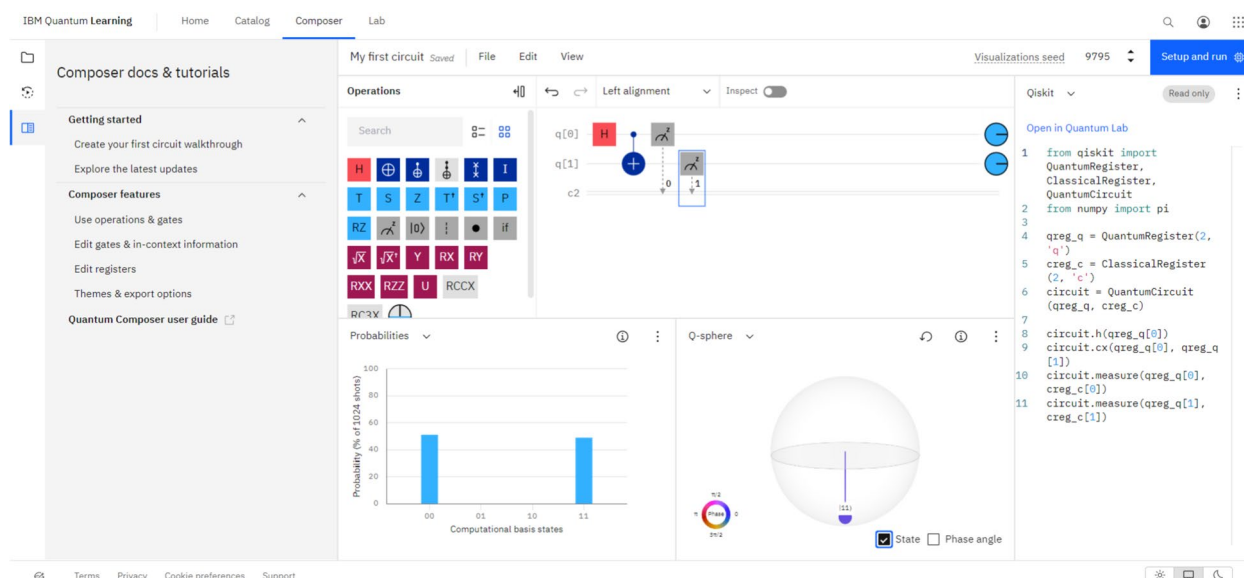 IBM Quantum Learning Home Catalog Composer Lab
Composer docs & tutorials
Getting started
Create your first circuit walkthrough
Explore the latest updates
Composer features
Use operations & gates
Edit gates & in-context information
Edit registers
Themes & export options
Quantum Composer user guide
My first circuit Saved File Edit View
Visualizations seed 9795 Setup and run
Operations
Left alignment Inspect
Search
H I
T S Z T† S† P
RZ z |0⟩ if
√X √X† Y RX RY
RXX RZZ U RCCX
RC3X
q[0] H z
q[1] z
c2 0 1
Probabilities
Probability (% of 1024 shots)
100
80
60
40
20
0
00 01 10 11
Computational basis states
Q-sphere
|11⟩
π/2
π Phase 0
3π/2
State Phase angle
Qiskit Read only
Open in Quantum Lab
1 from qiskit import
QuantumRegister,
ClassicalRegister,
QuantumCircuit
2 from numpy import pi
3
4 qreg_q = QuantumRegister(2,
'q')
5 creg_c = ClassicalRegister
(2, 'c')
6 circuit = QuantumCircuit
(qreg_q, creg_c)
7
8 circuit.h(qreg_q[0])
9 circuit.cx(qreg_q[0], qreg_q
[1])
10 circuit.measure(qreg_q[0],
creg_c[0])
11 circuit.measure(qreg_q[1],
creg_c[1])
Terms Privacy Cookie preferences Support